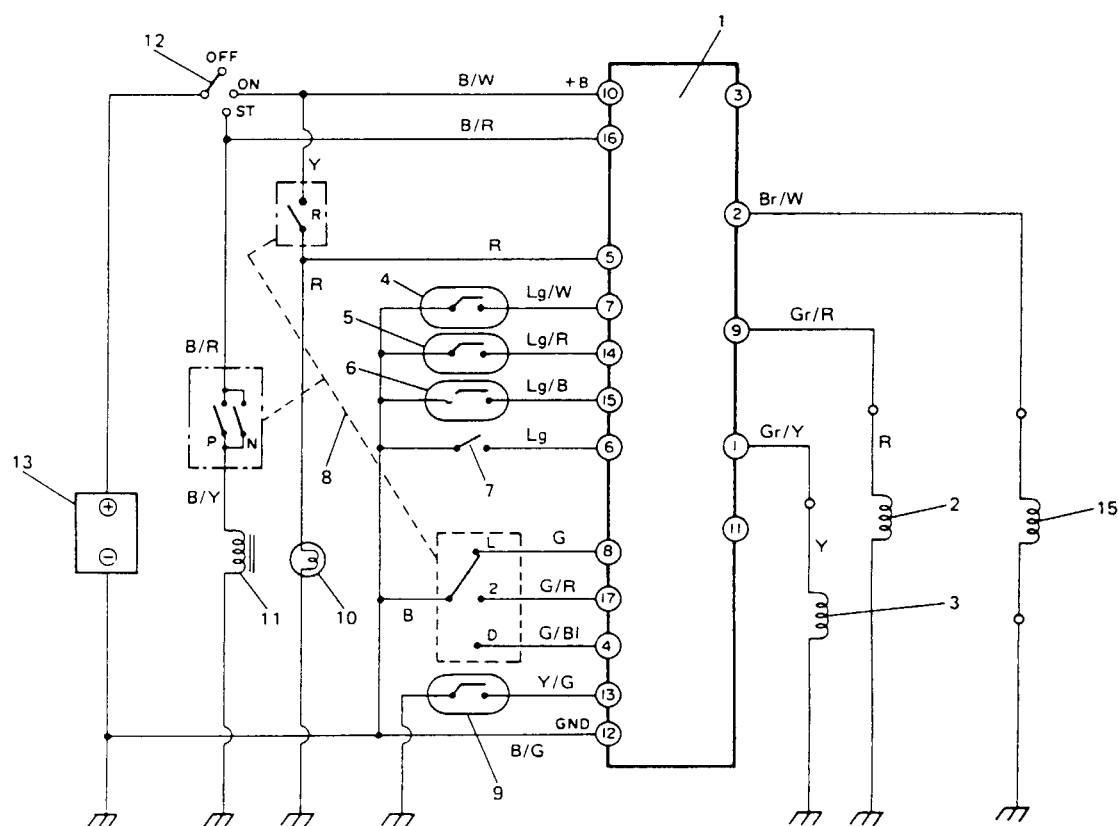 1
12
OFF
ON
ST
B/W
+B
10
3
B/R
16
Y
R
2
Br/W
R
5
R
4
Lg/W
7
5
Lg/R
14
9
Gr/R
6
Lg/B
15
B/R
P
N
Lg
6
7
8
1
Gr/Y
R
13
B/Y
+
−
2
15
11
Y
L
G
8
B
2
G/R
17
3
11
10
D
G/Bl
4
Y/G
13
GND
12
B/G
9